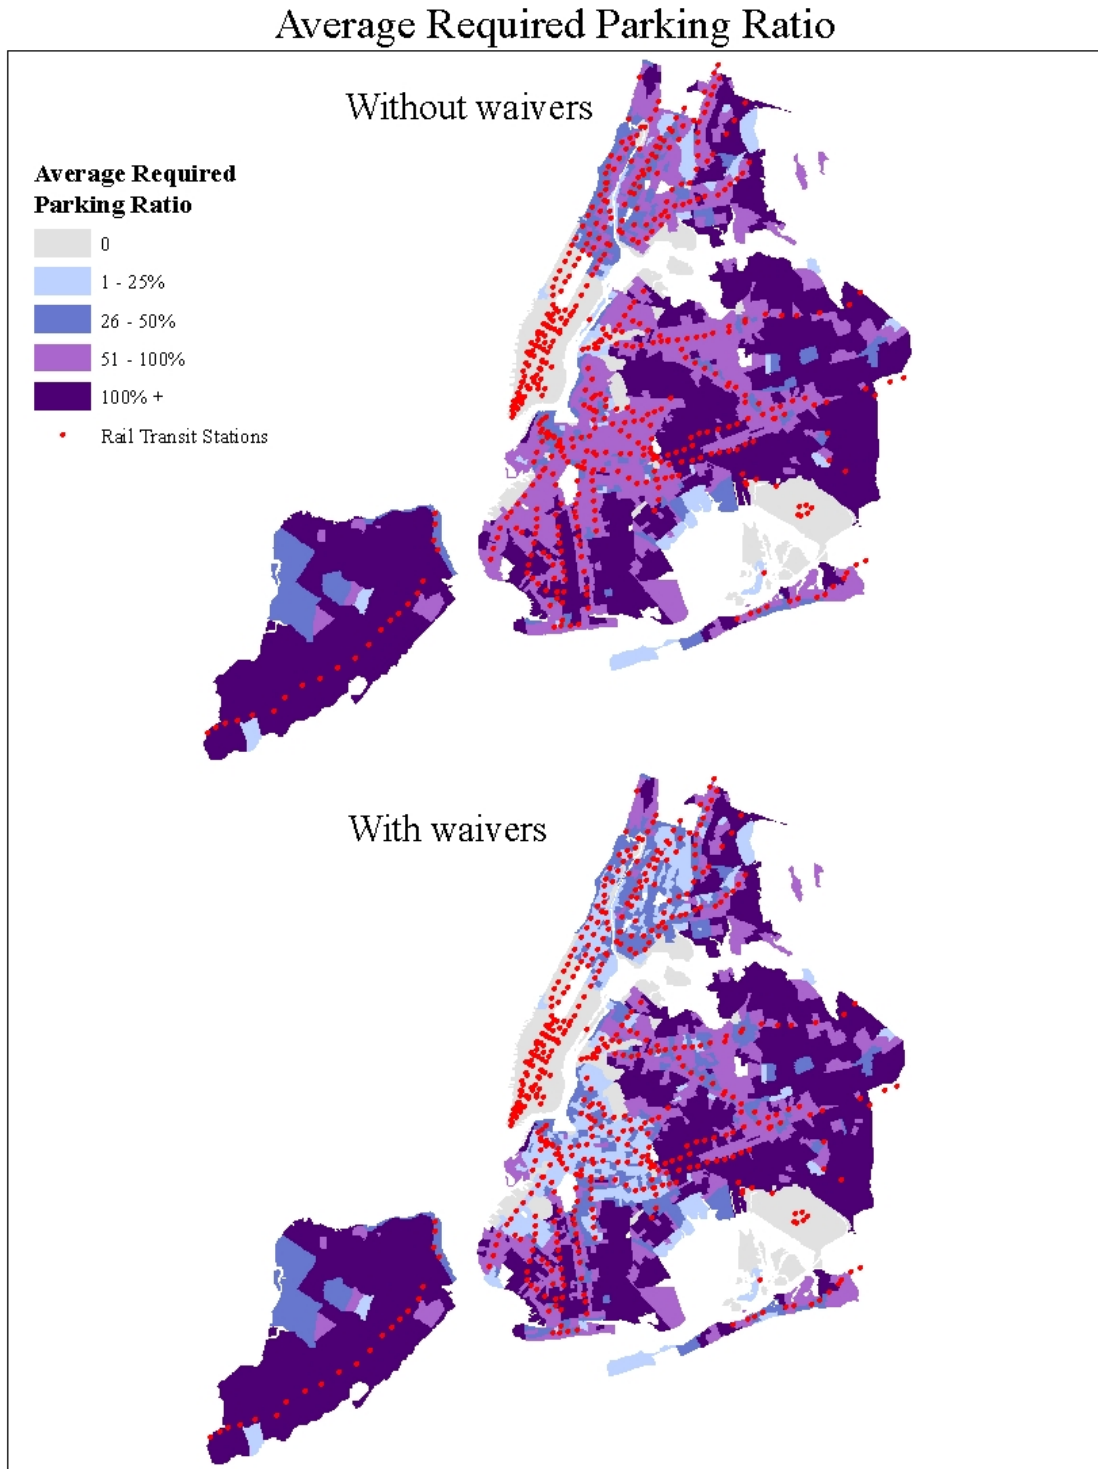 Average Required Parking Ratio
Without waivers
Average Required
Parking Ratio
0
1 - 25%
26 - 50%
51 - 100%
100% +
Rail Transit Stations
With waivers